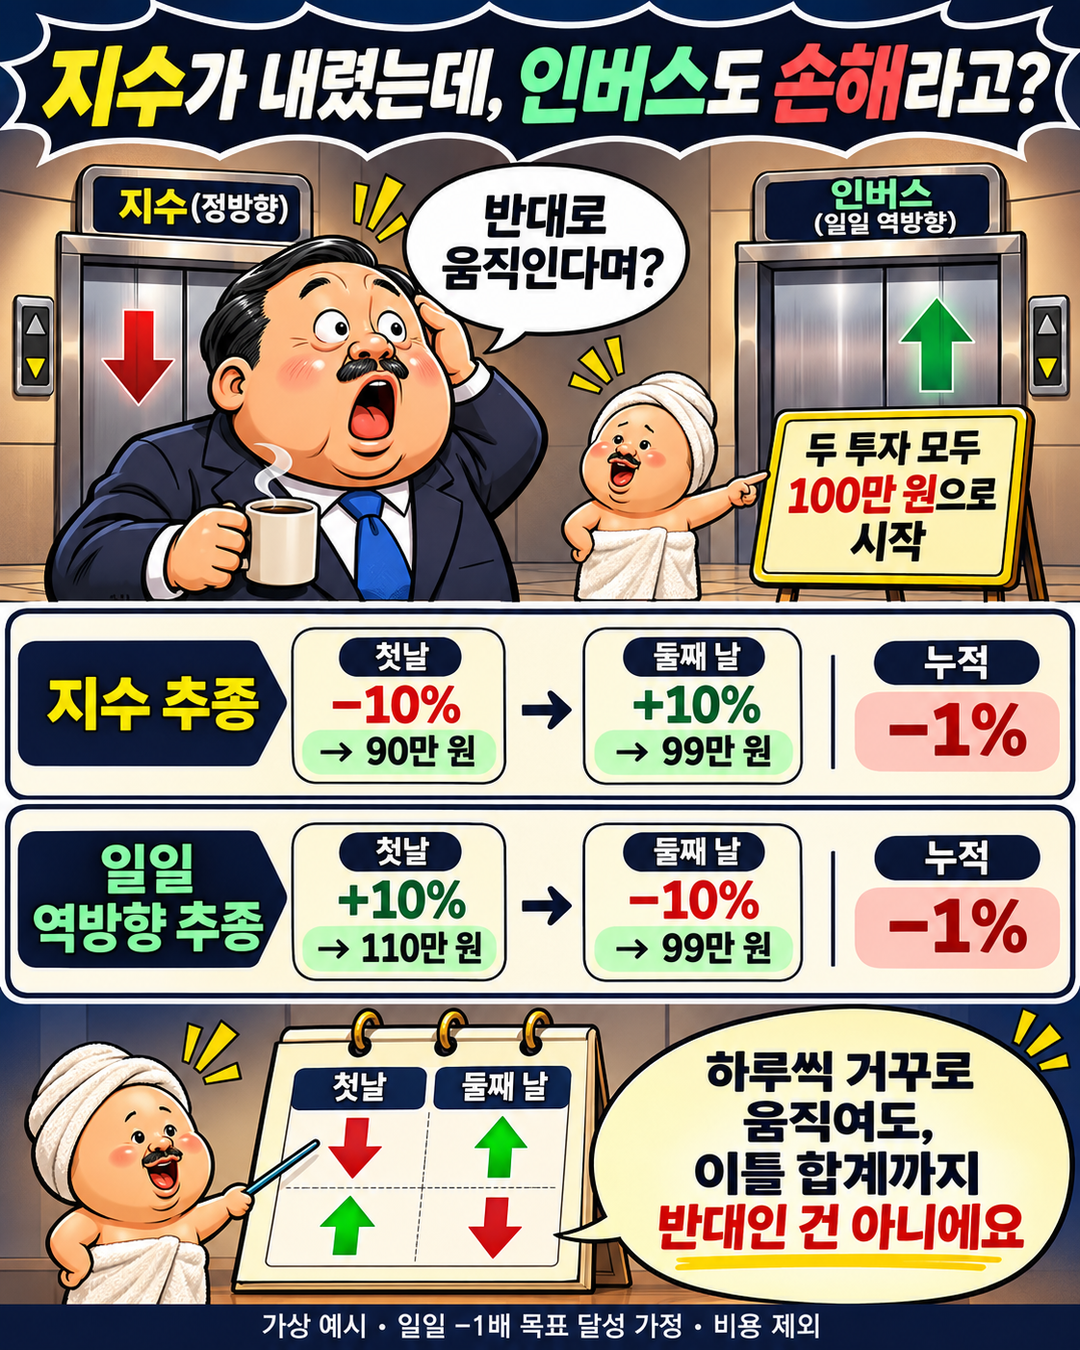 지수가 내렸는데, 인버스도 손해라고?
지수(정방향)
인버스
(일일 역방향)
반대로
움직인다며?
두 투자 모두
100만 원으로
시작
지수 추종
첫날
−10%
→ 90만 원
→
둘째 날
+10%
→ 99만 원
누적
−1%
일일
역방향 추종
첫날
+10%
→ 110만 원
→
둘째 날
−10%
→ 99만 원
누적
−1%
첫날
둘째 날
하루씩 거꾸로
움직여도,
이틀 합계까지
반대인 건 아니에요
가상 예시 • 일일 −1배 목표 달성 가정 • 비용 제외